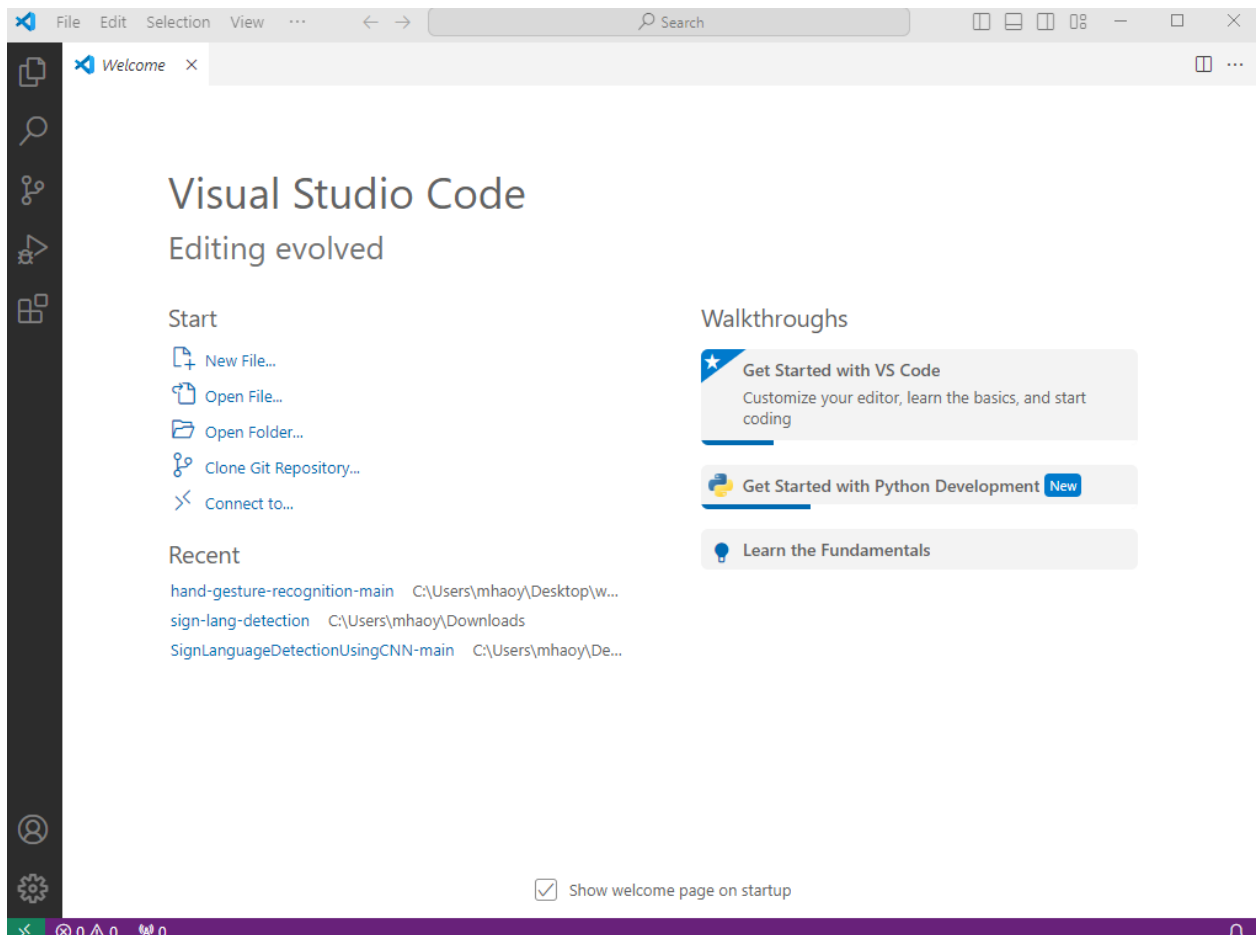 File Edit Selection View ··· Search
Welcome
Visual Studio Code
Editing evolved
Start
New File...
Open File...
Open Folder...
Clone Git Repository...
Connect to...
Recent
hand-gesture-recognition-main C:\Users\mhaoy\Desktop\w...
sign-lang-detection C:\Users\mhaoy\Downloads
SignLanguageDetectionUsingCNN-main C:\Users\mhaoy\De...
Walkthroughs
Get Started with VS Code
Customize your editor, learn the basics, and start
coding
Get Started with Python Development New
Learn the Fundamentals
Show welcome page on startup
0 0 0